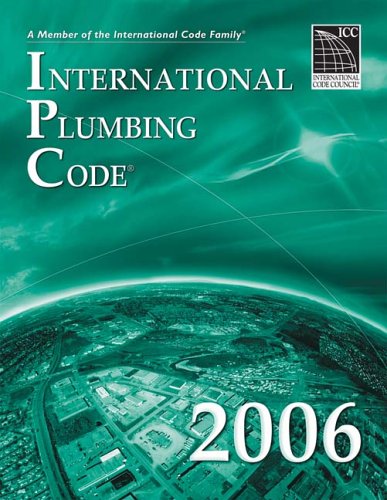 A Member of the International Code Family®
ICC
INTERNATIONAL
CODE COUNCIL®
INTERNATIONAL
PLUMBING
CODE®
2006